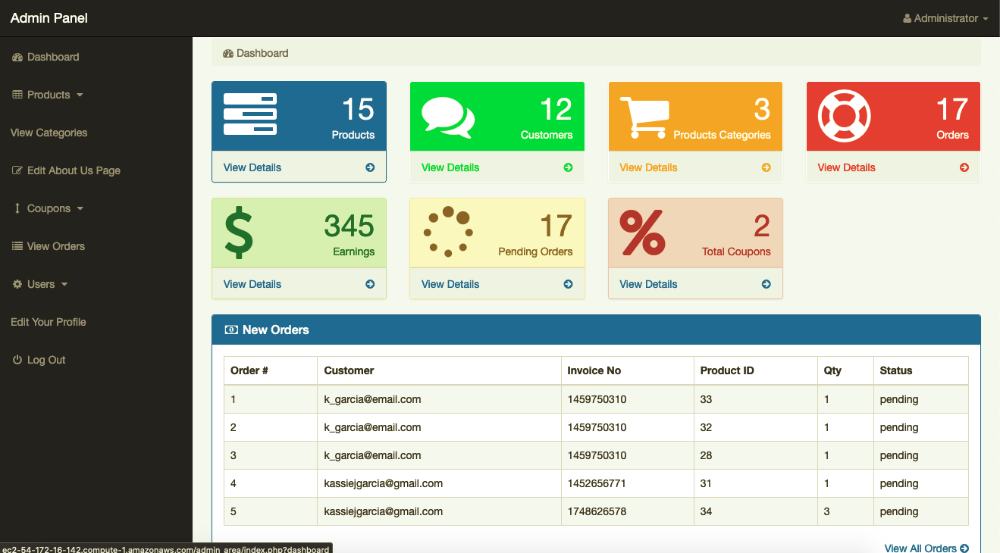 Admin Panel
Administrator
Dashboard
Products
View Categories
Edit About Us Page
Coupons
View Orders
Users
Edit Your Profile
Log Out
Dashboard
15
Products
View Details
12
Customers
View Details
3
Products Categories
View Details
17
Orders
View Details
345
Earnings
View Details
17
Pending Orders
View Details
2
Total Coupons
View Details
New Orders
Order # Customer Invoice No Product ID Qty Status
1 k_garcia@email.com 1459750310 33 1 pending
2 k_garcia@email.com 1459750310 32 1 pending
3 k_garcia@email.com 1459750310 28 1 pending
4 kassiejgarcia@gmail.com 1452656771 31 1 pending
5 kassiejgarcia@gmail.com 1748626578 34 3 pending
View All Orders
ec2-54-172-16-142.compute-1.amazonaws.com/admin_area/index.php?dashboard